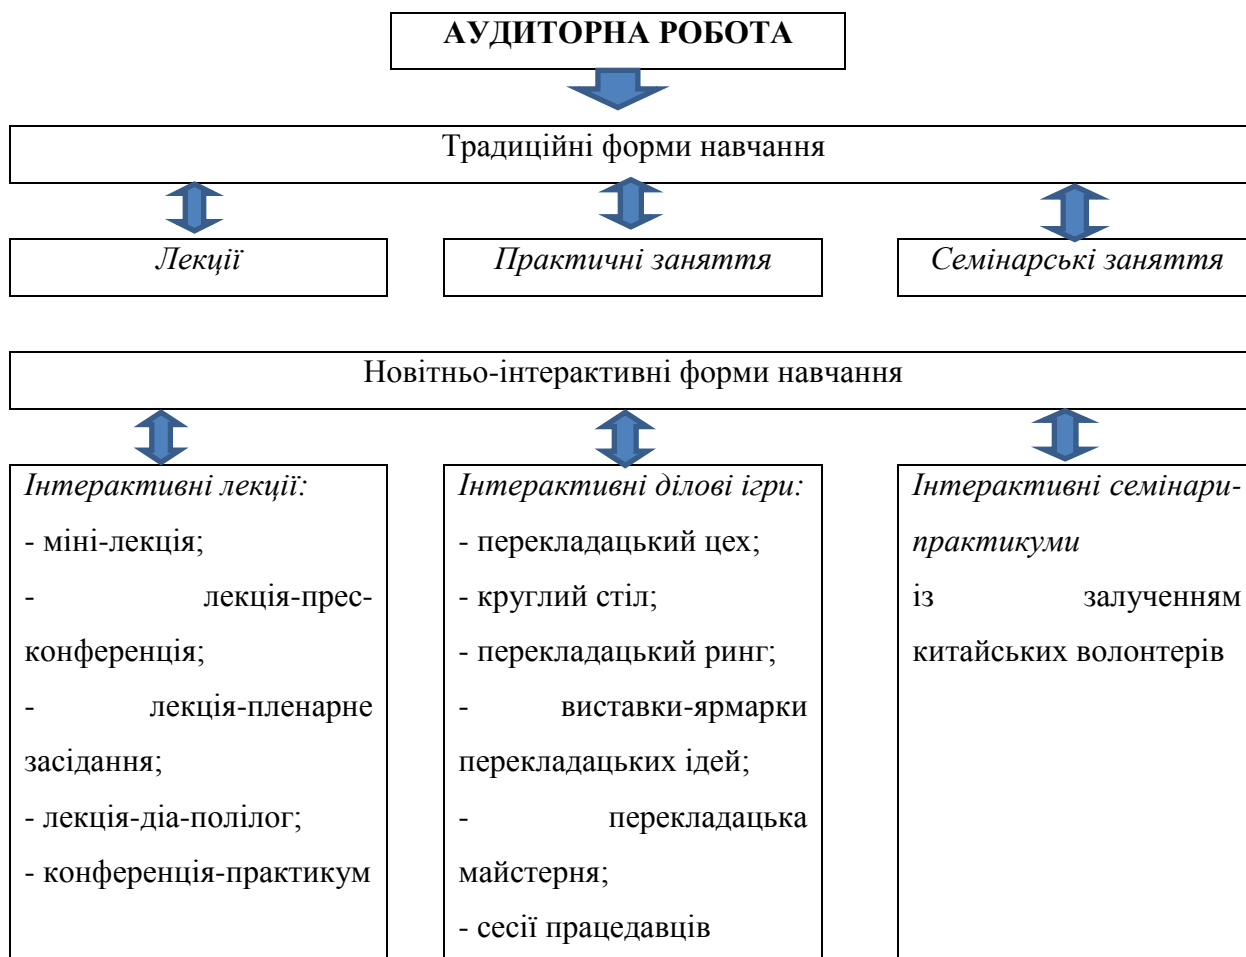 АУДИТОРНА РОБОТА
Традиційні форми навчання
Лекції
Практичні заняття
Семінарські заняття
Новітньо-інтерактивні форми навчання
Інтерактивні лекції:
- міні-лекція;
- лекція-прес-
конференція;
- лекція-пленарне
засідання;
- лекція-діа-полілог;
- конференція-практикум
Інтерактивні ділові ігри:
- перекладацький цех;
- круглий стіл;
- перекладацький ринг;
- виставки-ярмарки
перекладацьких ідей;
- перекладацька
майстерня;
- сесії працедавців
Інтерактивні семінари-
практикуми
із залученням
китайських волонтерів